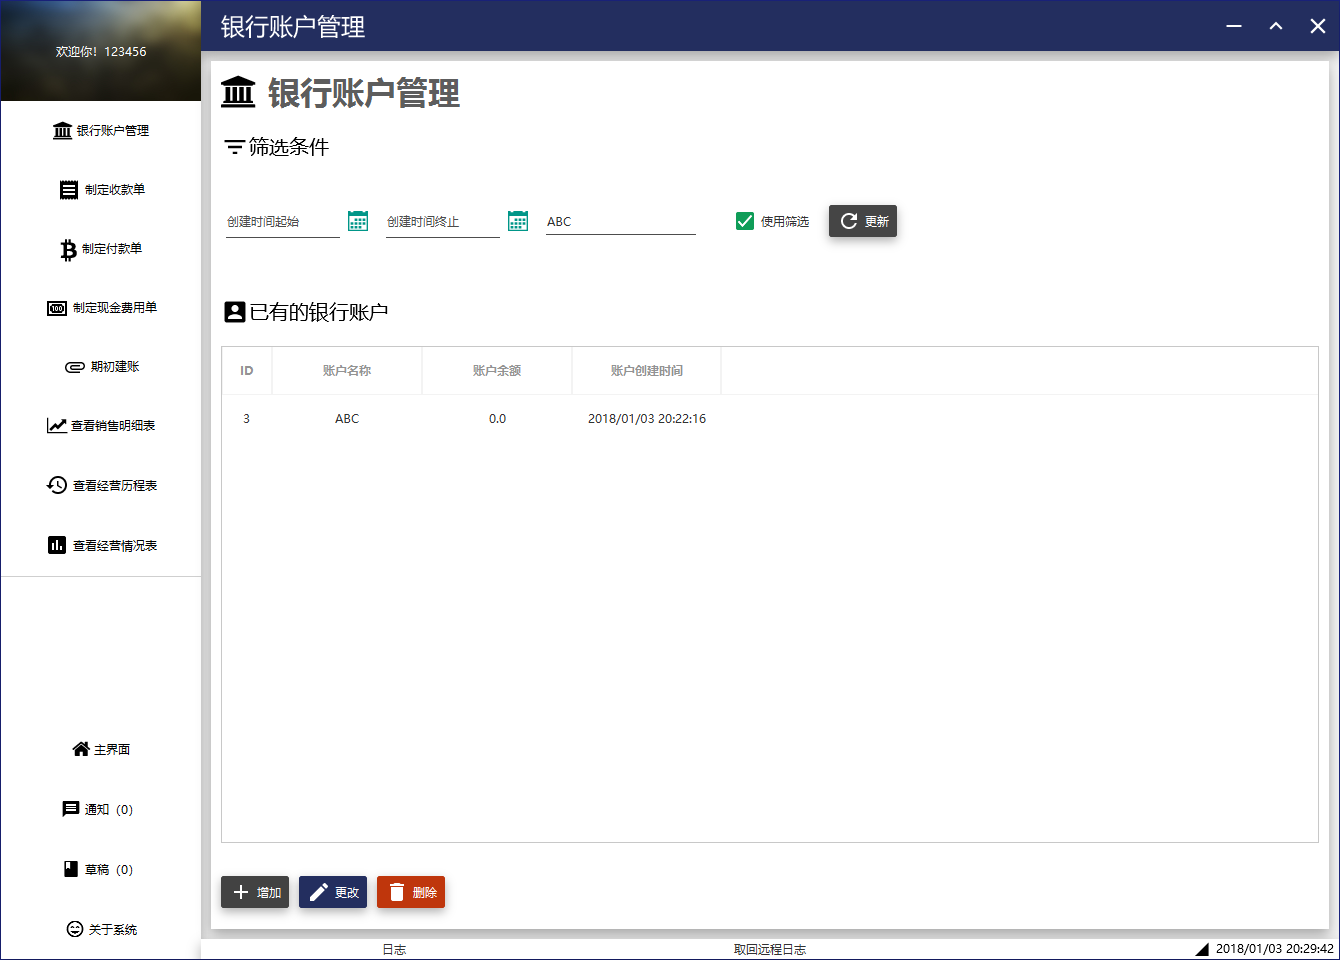 欢迎你！123456
银行账户管理
制定收款单
制定付款单
制定现金费用单
期初建账
查看销售明细表
查看经营历程表
查看经营情况表
主界面
通知（0）
草稿（0）
关于系统
银行账户管理
银行账户管理
筛选条件
创建时间起始 创建时间终止 ABC 使用筛选 更新
已有的银行账户
ID 账户名称 账户余额 账户创建时间
3 ABC 0.0 2018/01/03 20:22:16
增加 更改 删除
日志 取回远程日志 2018/01/03 20:29:42